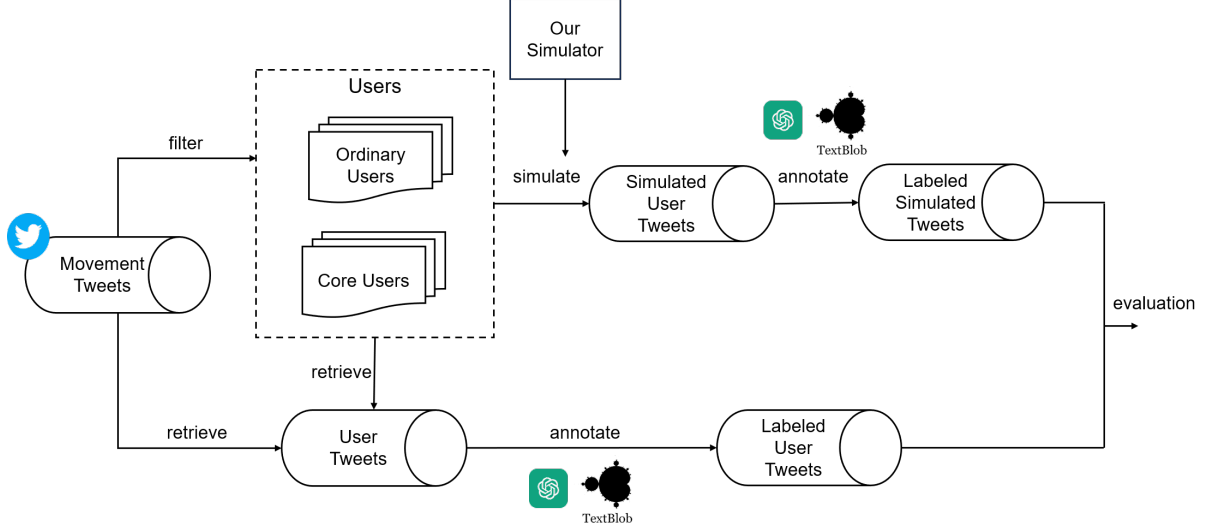 Our
Simulator
Users
filter
Ordinary
Users
Core Users
TextBlob
simulate
Simulated
User
Tweets
annotate
Labeled
Simulated
Tweets
Movement
Tweets
evaluation
retrieve
retrieve
User
Tweets
annotate
Labeled
User
Tweets
TextBlob